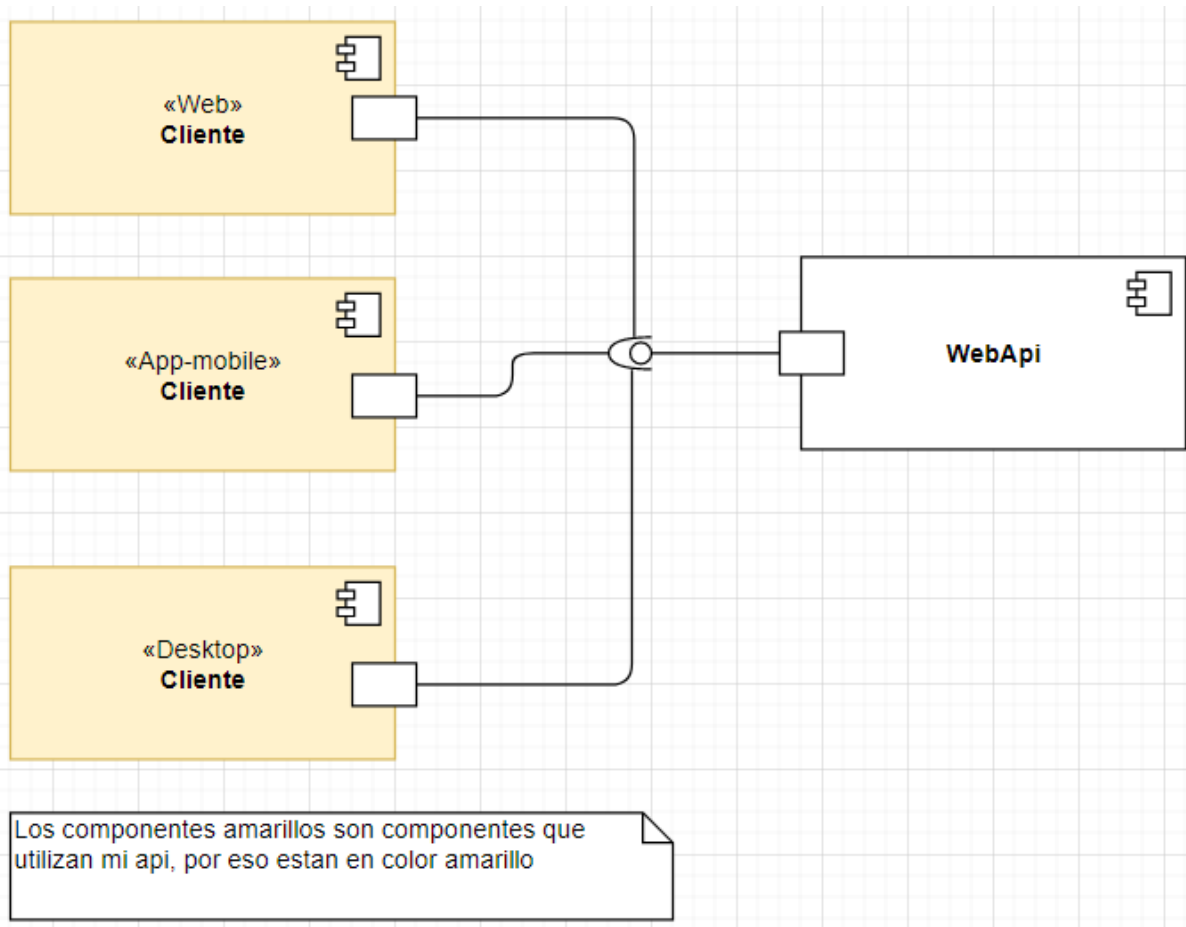 «Web»
Cliente
«App-mobile»
Cliente
WebApi
«Desktop»
Cliente
Los componentes amarillos son componentes que
utilizan mi api, por eso estan en color amarillo